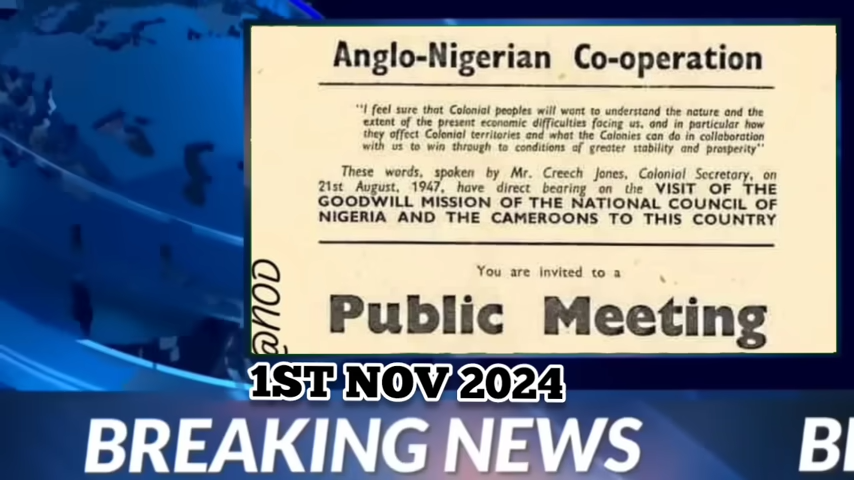 Anglo-Nigerian Co-operation
"I feel sure that Colonial peoples will want to understand the nature and the
extent of the present economic difficulties facing us, and in particular how
they affect Colonial territories and what the Colonies can do in collaboration
with us to win through to conditions of greater stability and prosperity"
These words, spoken by Mr. Creech Jones, Colonial Secretary, on
21st August, 1947, have direct bearing on the VISIT OF THE
GOODWILL MISSION OF THE NATIONAL COUNCIL OF
NIGERIA AND THE CAMEROONS TO THIS COUNTRY
You are invited to a
Public Meeting
@NOD
1ST NOV 2024
BREAKING NEWS
B